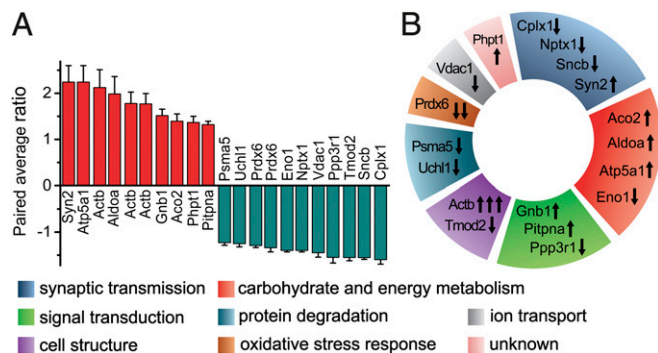 A
Paired average ratio
2
1
0
-1
Syn2
Atp5a1
Actb
Aldoa
Actb
Actb
Gnb1
Aco2
Phpt1
Pitpna
Psma5
Uchl1
Prdx6
Prdx6
Eno1
Nptx1
Vdac1
Ppp3r1
Tmod2
Sncb
Cplx1
B
Cplx1↓
Nptx1↓
Sncb↓
Syn2↑
Aco2↑
Aldoa↑
Atp5a1↑
Eno1↓
Gnb1↑
Pitpna↑
Ppp3r1↓
Actb↑↑↑
Tmod2↓
Psma5↓
Uchl1↓
Prdx6↓↓
Vdac1
↓
Phpt1
↑
synaptic transmission
carbohydrate and energy metabolism
signal transduction
protein degradation
ion transport
cell structure
oxidative stress response
unknown